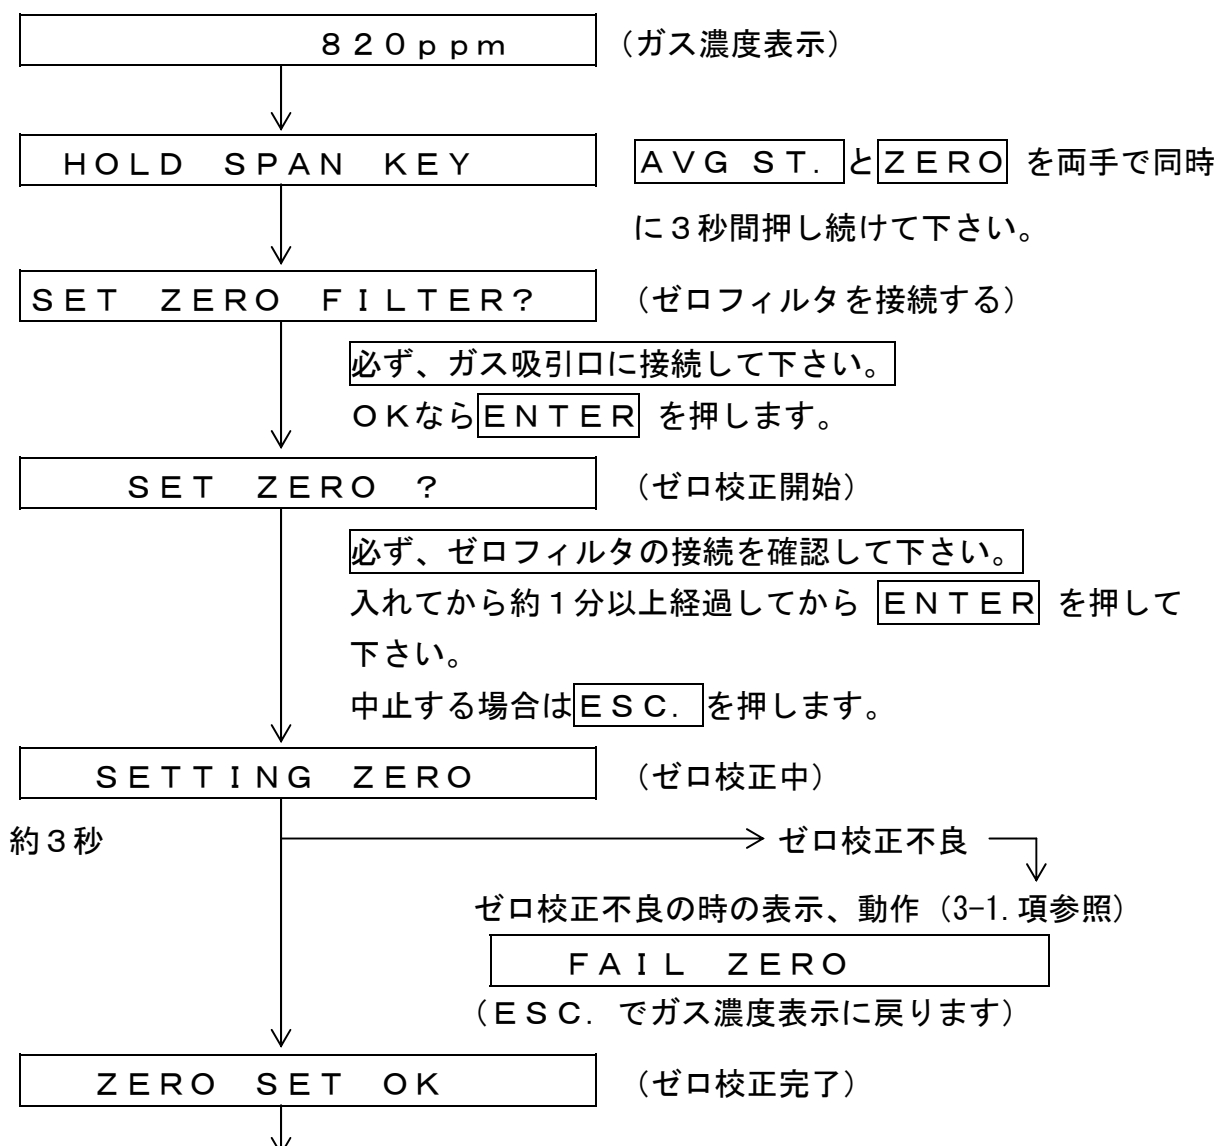 ８２０ｐｐｍ （ガス濃度表示）
ＨＯＬＤ ＳＰＡＮ ＫＥＹ ＡＶＧ ＳＴ．とＺＥＲＯ を両手で同時
に３秒間押し続けて下さい。
ＳＥＴ ＺＥＲＯ ＦＩＬＴＥＲ？ （ゼロフィルタを接続する）
必ず、ガス吸引口に接続して下さい。
ＯＫならＥＮＴＥＲ を押します。
ＳＥＴ ＺＥＲＯ ？ （ゼロ校正開始）
必ず、ゼロフィルタの接続を確認して下さい。
入れてから約１分以上経過してから ＥＮＴＥＲ を押して
下さい。
中止する場合はＥＳＣ．を押します。
ＳＥＴＴＩＮＧ ＺＥＲＯ （ゼロ校正中）
約３秒 ゼロ校正不良
ゼロ校正不良の時の表示、動作（3-1.項参照）
ＦＡＩＬ ＺＥＲＯ
（ＥＳＣ．でガス濃度表示に戻ります）
ＺＥＲＯ ＳＥＴ ＯＫ （ゼロ校正完了）